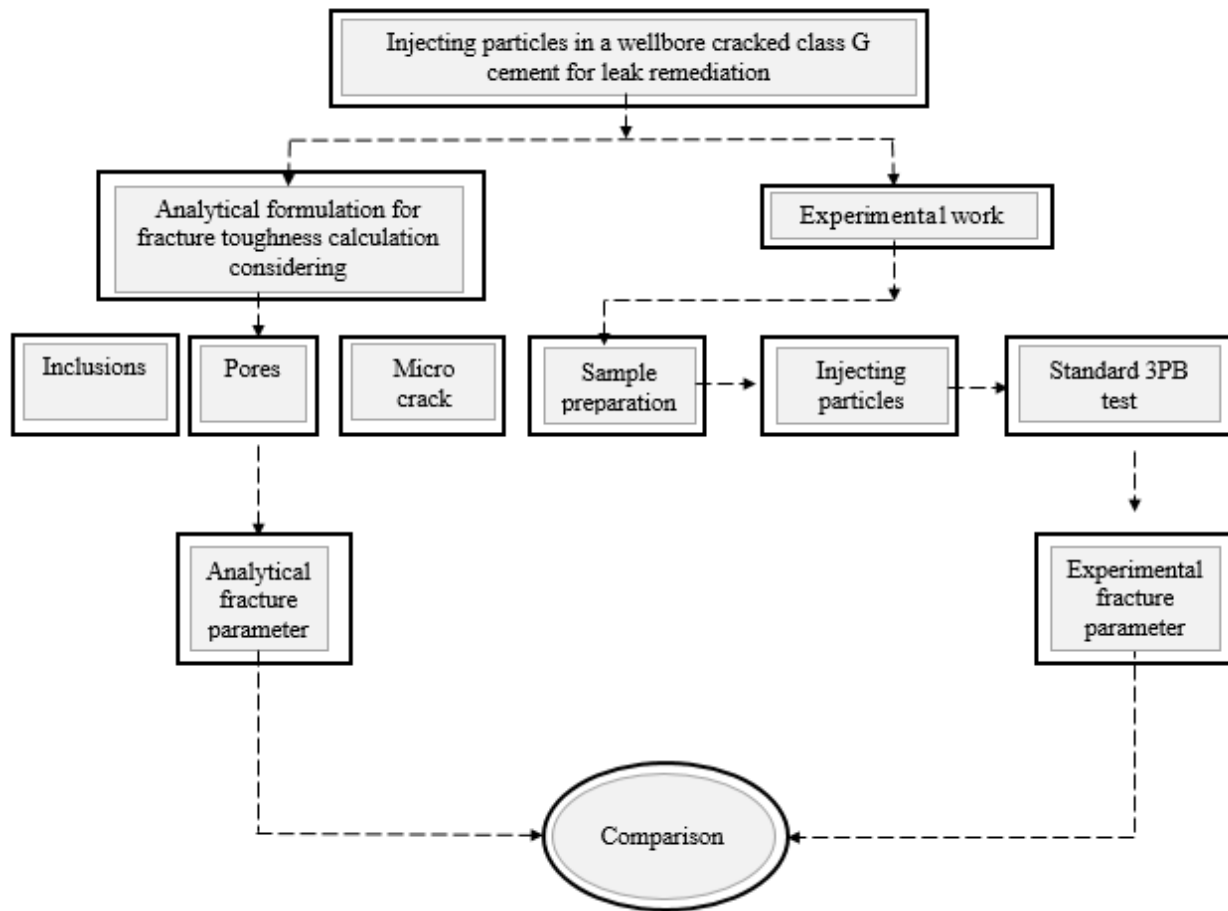 Injecting particles in a wellbore cracked class G
cement for leak remediation
Analytical formulation for
fracture toughness calculation
considering
Experimental work
Inclusions
Pores
Micro
crack
Sample
preparation
Injecting
particles
Standard 3PB
test
Analytical
fracture
parameter
Experimental
fracture
parameter
Comparison